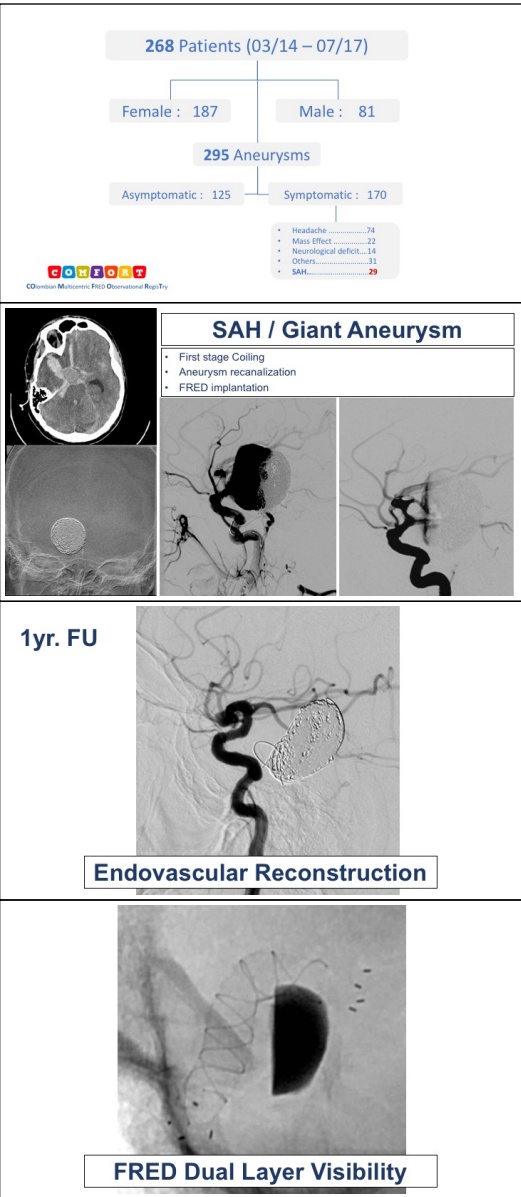 268 Patients (03/14 – 07/17)
Female : 187
Male : 81
295 Aneurysms
Asymptomatic : 125
Symptomatic : 170
• Headache ...................74
• Mass Effect .................22
• Neurological deficit....14
• Others...........................31
• SAH...............................29
COMFORT
COlombian Multicentric FRED Observational RegisTry
SAH / Giant Aneurysm
• First stage Coiling
• Aneurysm recanalization
• FRED implantation
1yr. FU
Endovascular Reconstruction
FRED Dual Layer Visibility